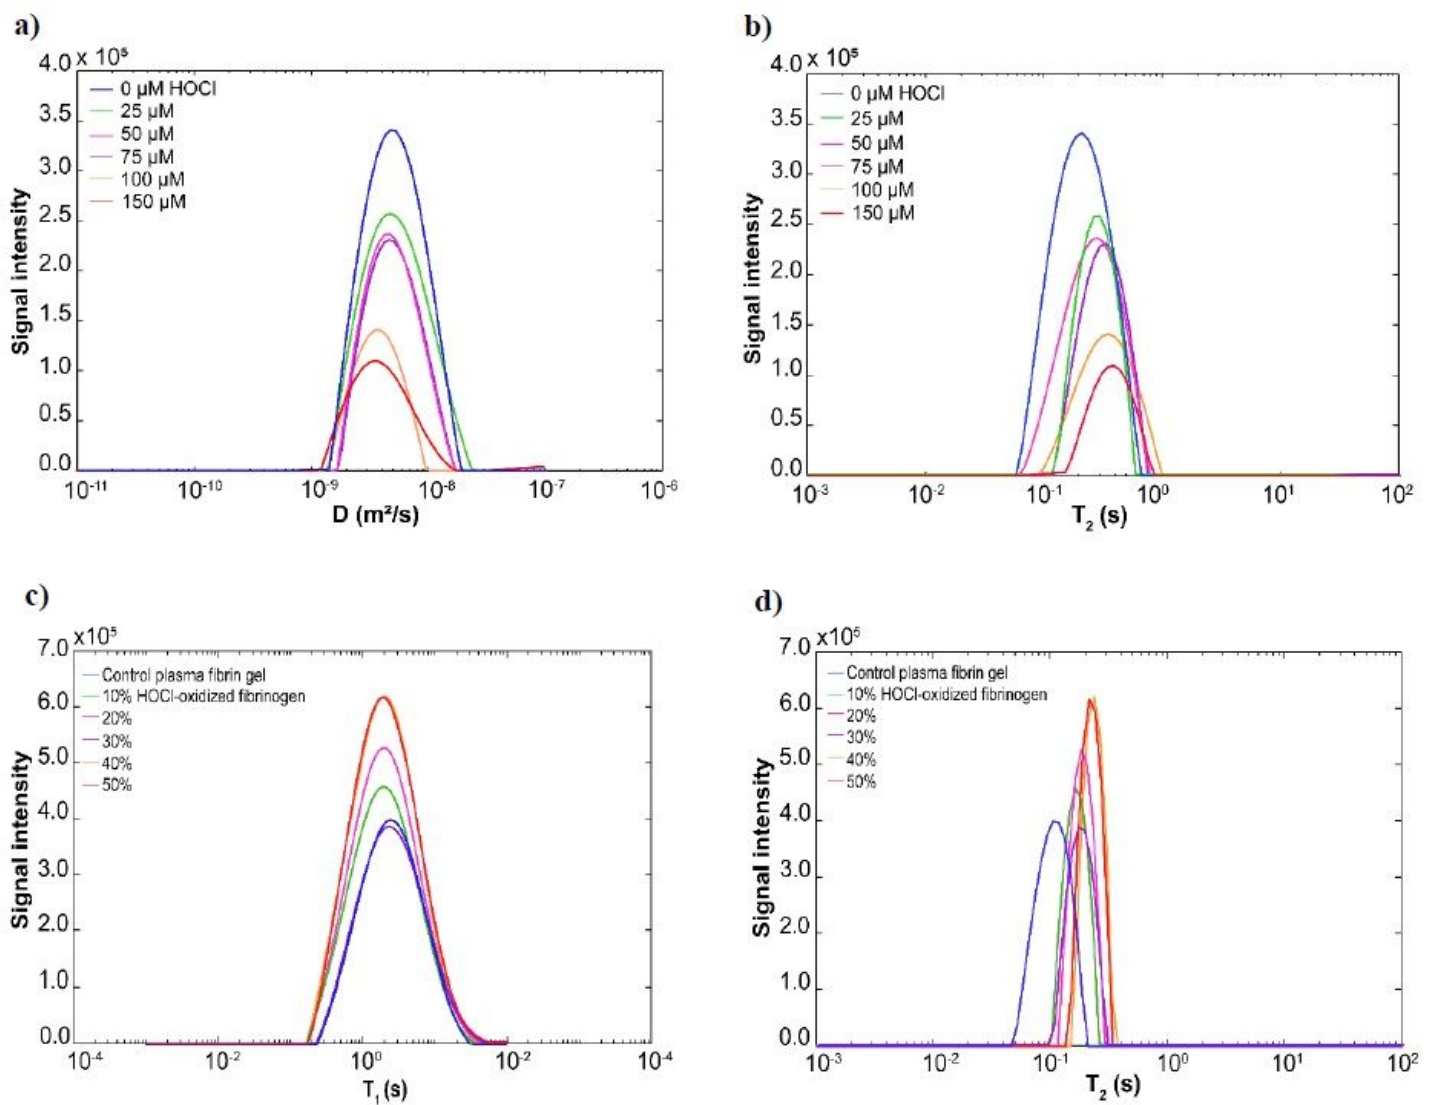 a)
4.0 x 10⁵
3.5
3.0
2.5
2.0
1.5
1.0
0.5
0.0
Signal intensity
0 µM HOCl
25 µM
50 µM
75 µM
100 µM
150 µM
10⁻¹¹ 10⁻¹⁰ 10⁻⁹ 10⁻⁸ 10⁻⁷ 10⁻⁶
D (m²/s)
b)
4.0 x 10⁵
3.5
3.0
2.5
2.0
1.5
1.0
0.5
0.0
Signal intensity
0 µM HOCl
25 µM
50 µM
75 µM
100 µM
150 µM
10⁻³ 10⁻² 10⁻¹ 10⁰ 10¹ 10²
T₂ (s)
c)
7.0 x10⁵
6.0
5.0
4.0
3.0
2.0
1.0
0.0
Signal intensity
Control plasma fibrin gel
10% HOCl-oxidized fibrinogen
20%
30%
40%
50%
10⁻⁴ 10⁻² 10⁰ 10⁻² 10⁻⁴
T₁ (s)
d)
7.0 x10⁵
6.0
5.0
4.0
3.0
2.0
1.0
0.0
Signal intensity
Control plasma fibrin gel
10% HOCl-oxidized fibrinogen
20%
30%
40%
50%
10⁻³ 10⁻² 10⁻¹ 10⁰ 10¹ 10²
T₂ (s)